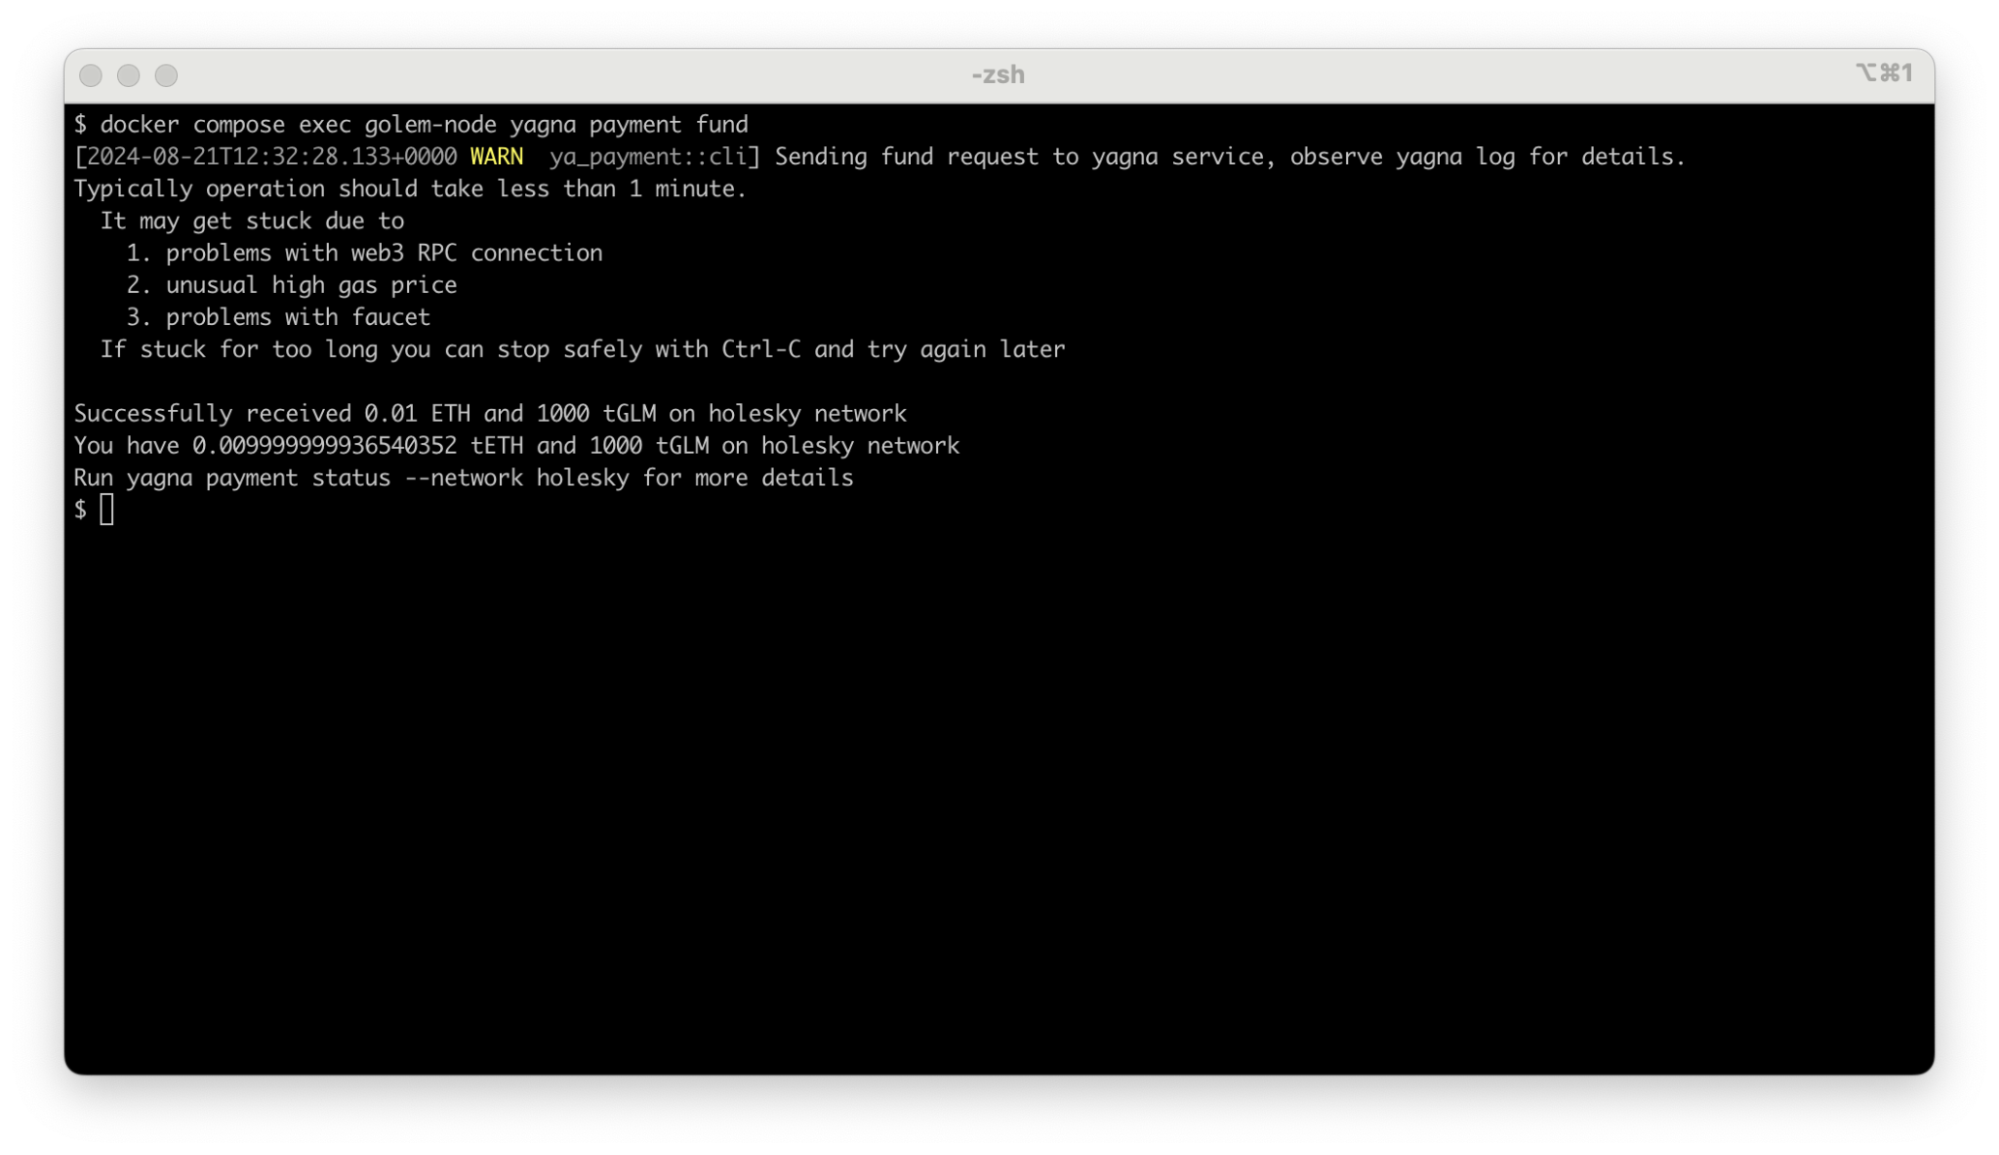 -zsh
⌥⌘1
$ docker compose exec golem-node yagna payment fund
[2024-08-21T12:32:28.133+0000 WARN  ya_payment::cli] Sending fund request to yagna service, observe yagna log for details.
Typically operation should take less than 1 minute.
  It may get stuck due to
    1. problems with web3 RPC connection
    2. unusual high gas price
    3. problems with faucet
  If stuck for too long you can stop safely with Ctrl-C and try again later

Successfully received 0.01 ETH and 1000 tGLM on holesky network
You have 0.009999999936540352 tETH and 1000 tGLM on holesky network
Run yagna payment status --network holesky for more details
$